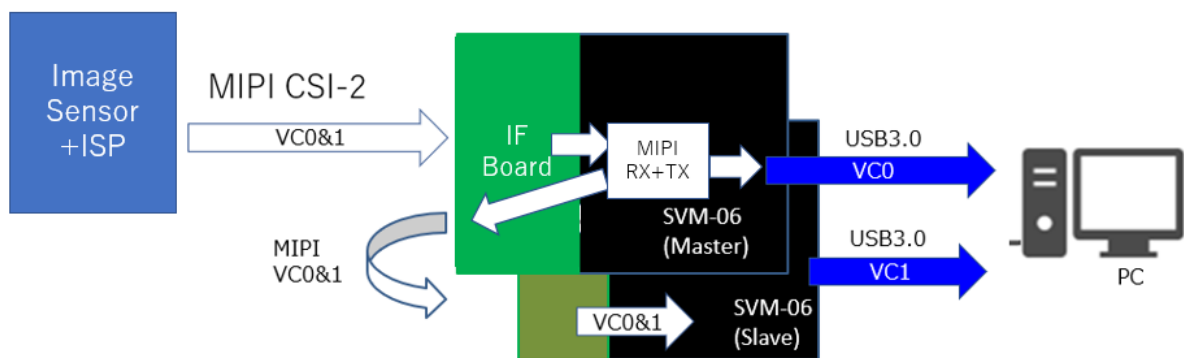 Image
Sensor
+ISP
MIPI CSI-2
VC0&1
IF
Board
MIPI
RX+TX
SVM-06
(Master)
USB3.0
VC0
USB3.0
VC1
PC
MIPI
VC0&1
VC0&1
SVM-06
(Slave)